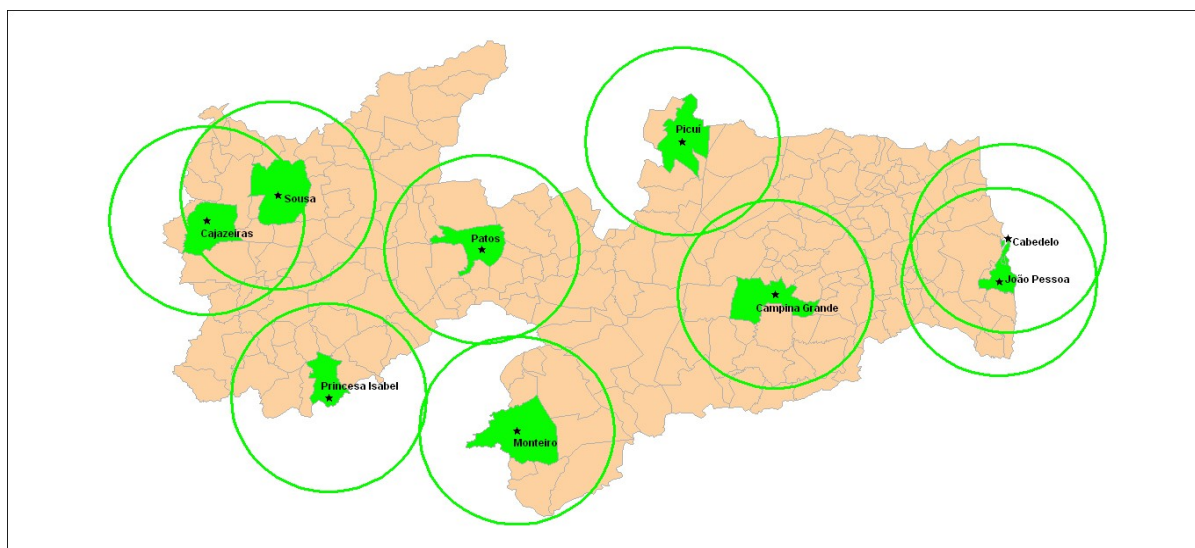 Picuí
Sousa
Cajazeiras
Patos
Cabedelo
João Pessoa
Campina Grande
Princesa Isabel
Monteiro